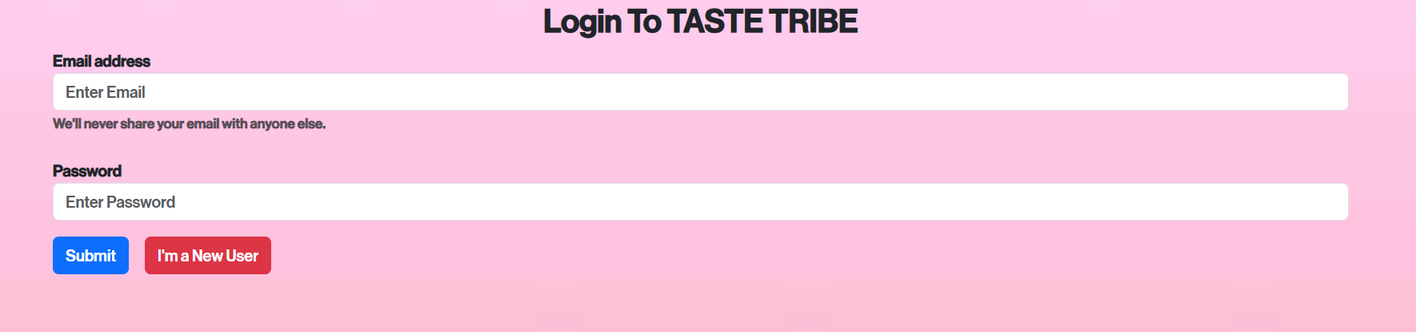 Login To TASTE TRIBE
Email address
Enter Email
We'll never share your email with anyone else.
Password
Enter Password
Submit
I'm a New User